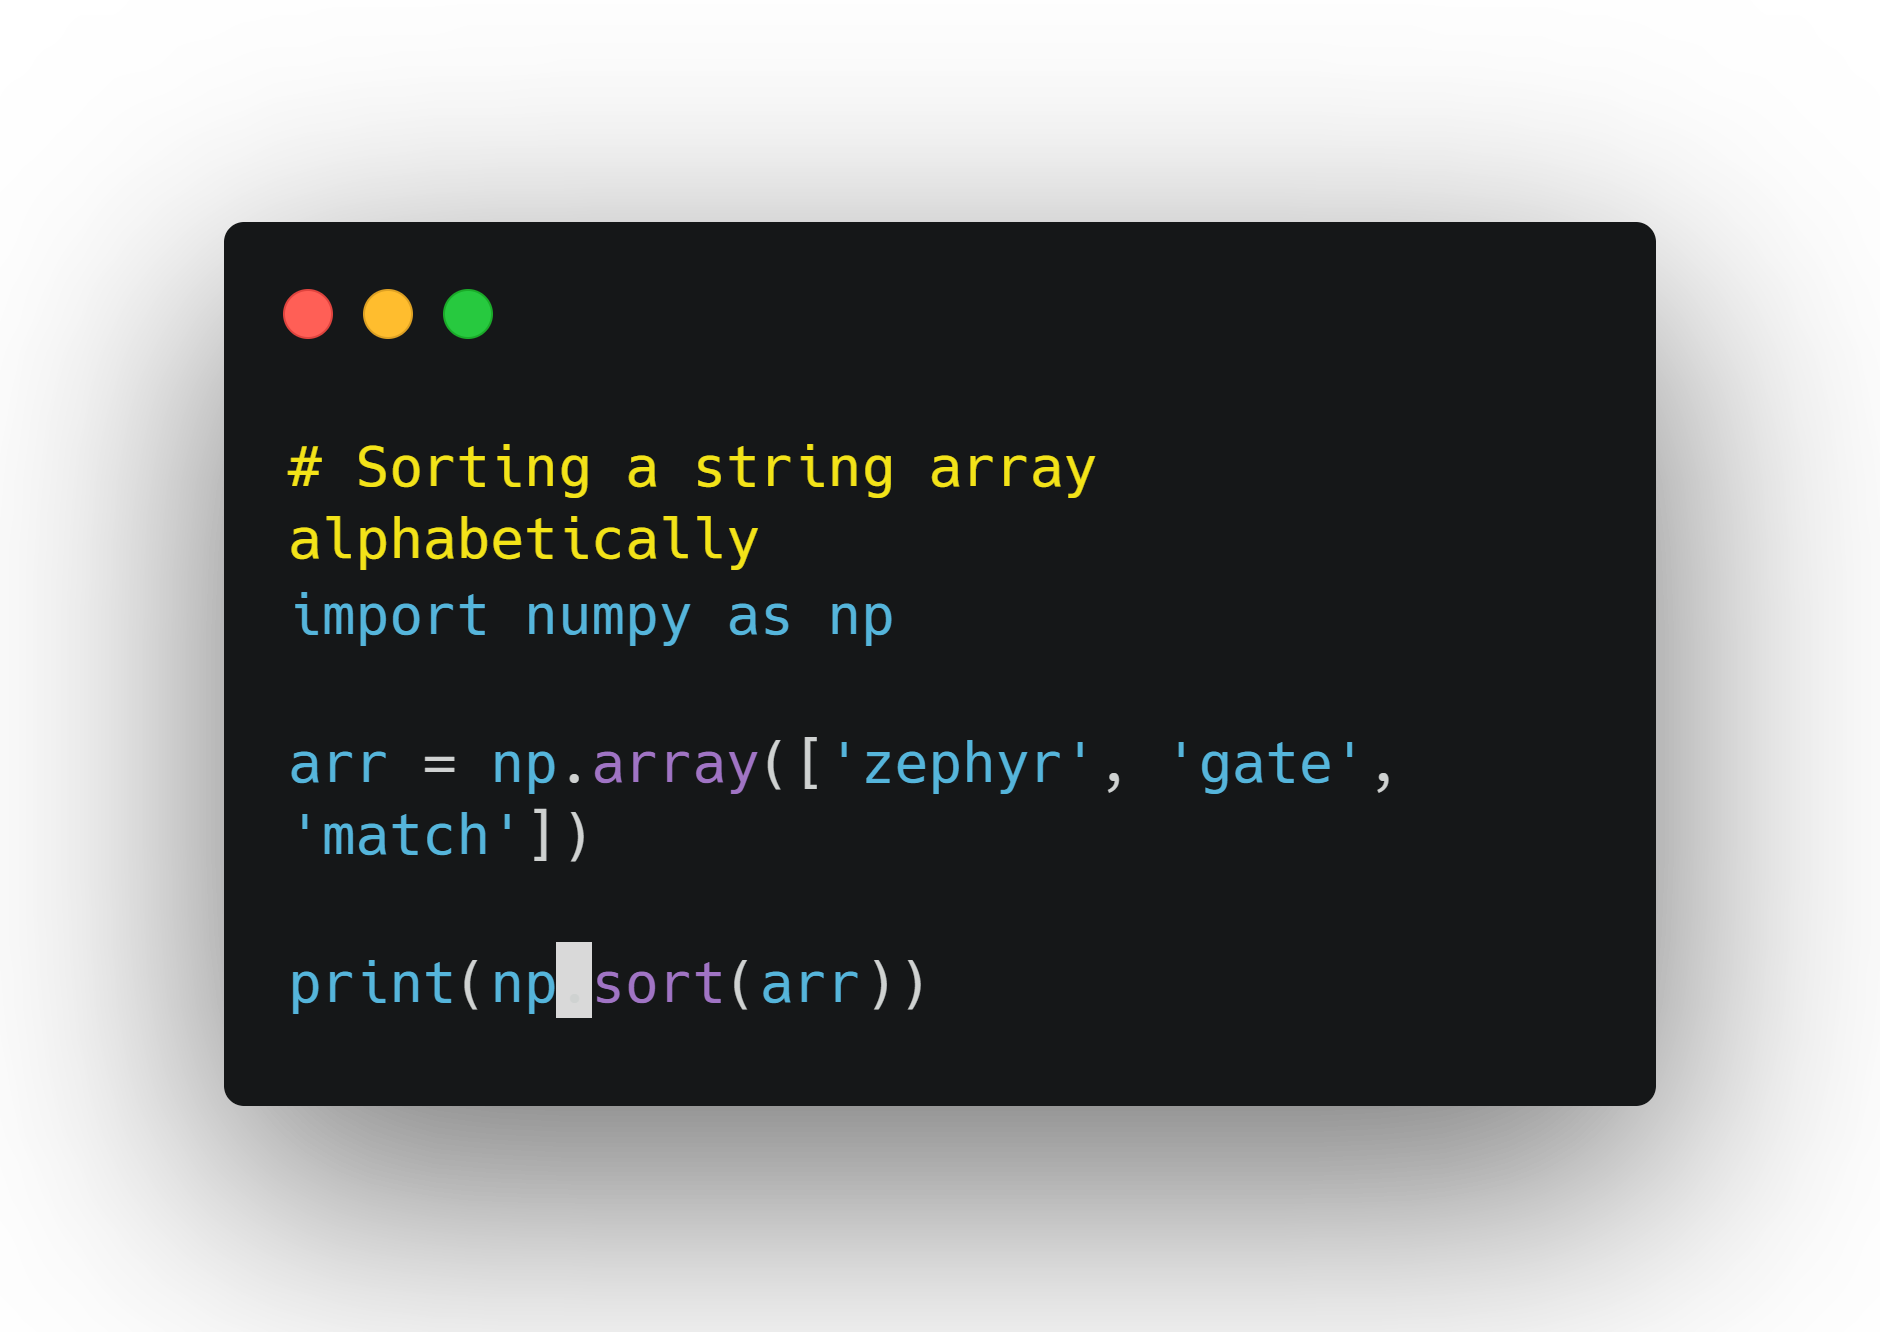 # Sorting a string array
alphabetically
import numpy as np
arr = np.array(['zephyr', 'gate',
'match'])
print(np.sort(arr))